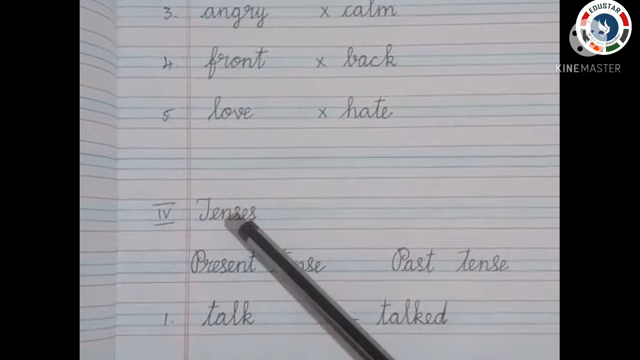 3. angry x calm
4. front x back
5. love x hate
IV Tenses
Present Tense Past Tense
1. talk - talked
EDUSTAR
KINEMASTER